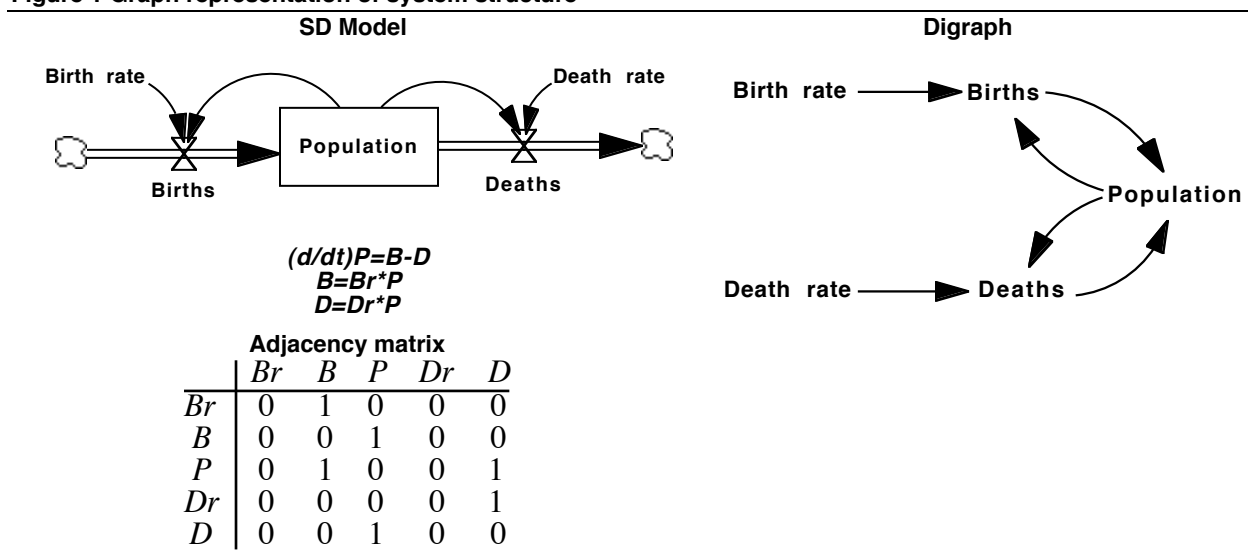 Figure 1 Graph representation of system structure
SD Model
Birth rate
Death rate
Population
Births
Deaths
(d/dt)P=B-D
B=Br*P
D=Dr*P
Adjacency matrix
Br B P Dr D
Br 0 1 0 0 0
B 0 0 1 0 0
P 0 1 0 0 1
Dr 0 0 0 0 1
D 0 0 1 0 0
Digraph
Birth rate
Births
Population
Death rate
Deaths